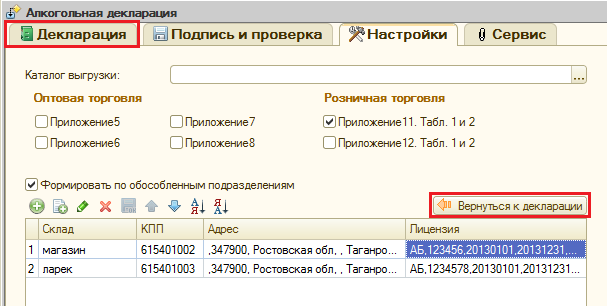 Алкогольная декларация
Декларация Подпись и проверка Настройки Сервис
Каталог выгрузки: ...
Оптовая торговля Розничная торговля
Приложение5 Приложение7 Приложение11. Табл. 1 и 2
Приложение6 Приложение8 Приложение12. Табл. 1 и 2
Формировать по обособленным подразделениям
Вернуться к декларации
Склад КПП Адрес Лицензия
1 магазин 615401002 ,347900, Ростовская обл, , Таганро... АБ,123456,20130101,20131231,...
2 ларек 615401003 ,347900, Ростовская обл, , Таганро... АБ,1234578,20130101,20131231...